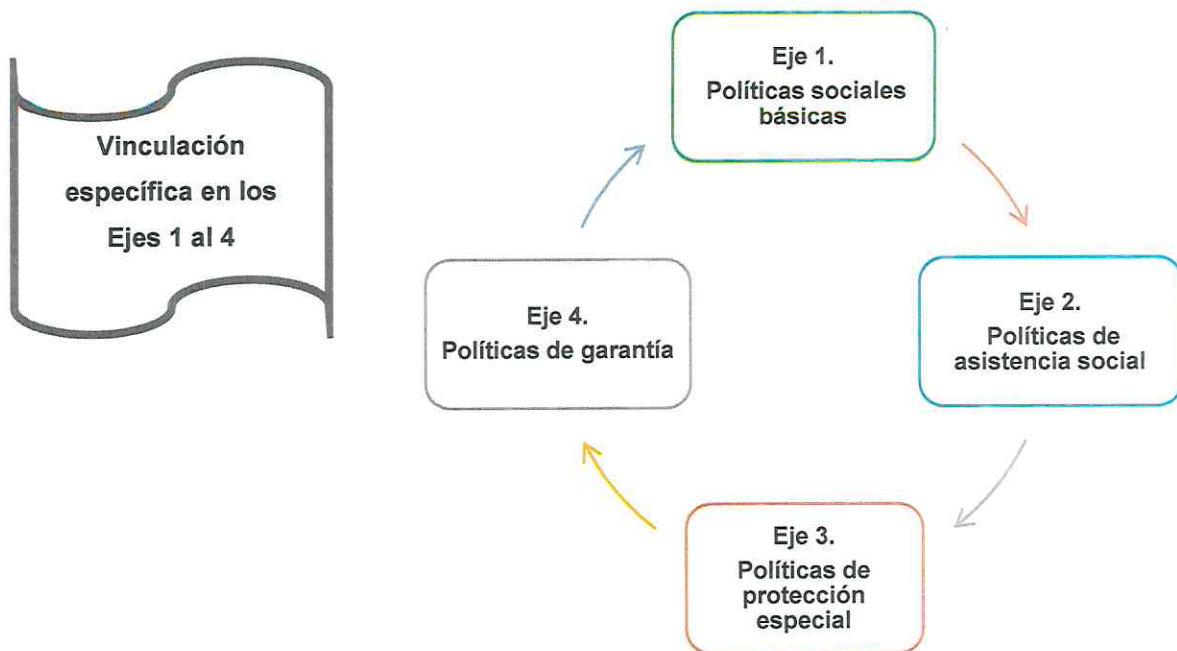 Vinculación
específica en los
Ejes 1 al 4
Eje 1.
Políticas sociales
básicas
Eje 2.
Políticas de
asistencia social
Eje 3.
Políticas de
protección
especial
Eje 4.
Políticas de garantía